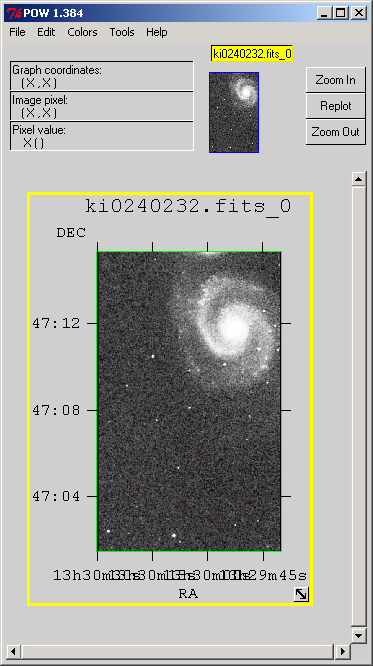 POW 1.384
File Edit Colors Tools Help
ki0240232.fits_0
Graph coordinates:
(X,X)
Image pixel:
(X,X)
Pixel value:
X()
Zoom In
Replot
Zoom Out
ki0240232.fits_0
DEC
47:12
47:08
47:04
13h29m45s
RA